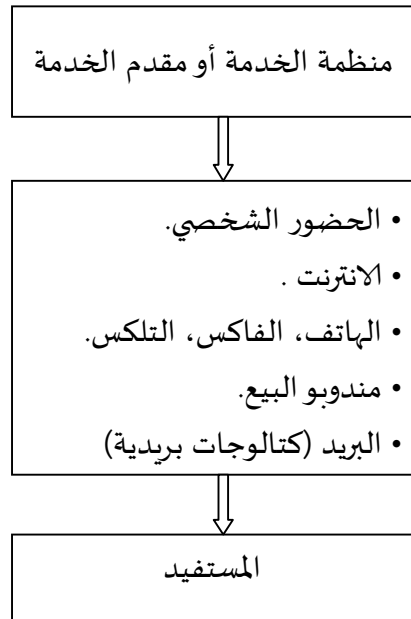 منظمة الخدمة أو مقدم الخدمة
• الحضور الشخصي.
• الانترنت .
• الهاتف، الفاكس، التلكس.
• مندوبو البيع.
• البريد (كتالوجات بريدية)
المستفيد